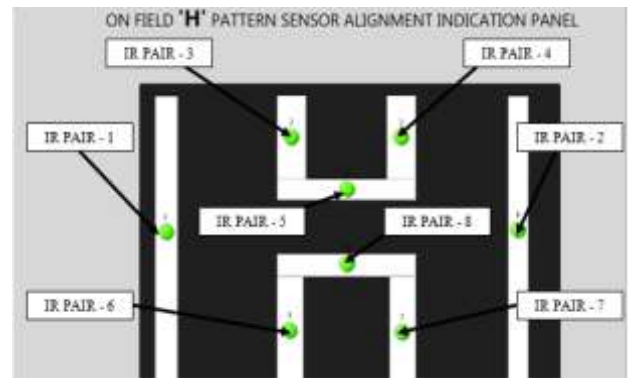 ON FIELD 'H' PATTERN SENSOR ALIGNMENT INDICATION PANEL
IR PAIR - 3
IR PAIR - 4
IR PAIR - 1
IR PAIR - 2
IR PAIR - 5
IR PAIR - 8
IR PAIR - 6
IR PAIR - 7